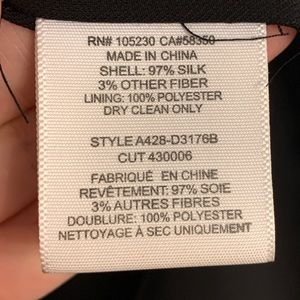 RN# 105230 CA#58350
MADE IN CHINA
SHELL: 97% SILK
3% OTHER FIBER
LINING: 100% POLYESTER
DRY CLEAN ONLY
STYLE A428-D3176B
CUT 430006
FABRIQUÉ EN CHINE
REVÊTEMENT: 97% SOIE
3% AUTRES FIBRES
DOUBLURE: 100% POLYESTER
NETTOYAGE À SEC UNIQUEMENT